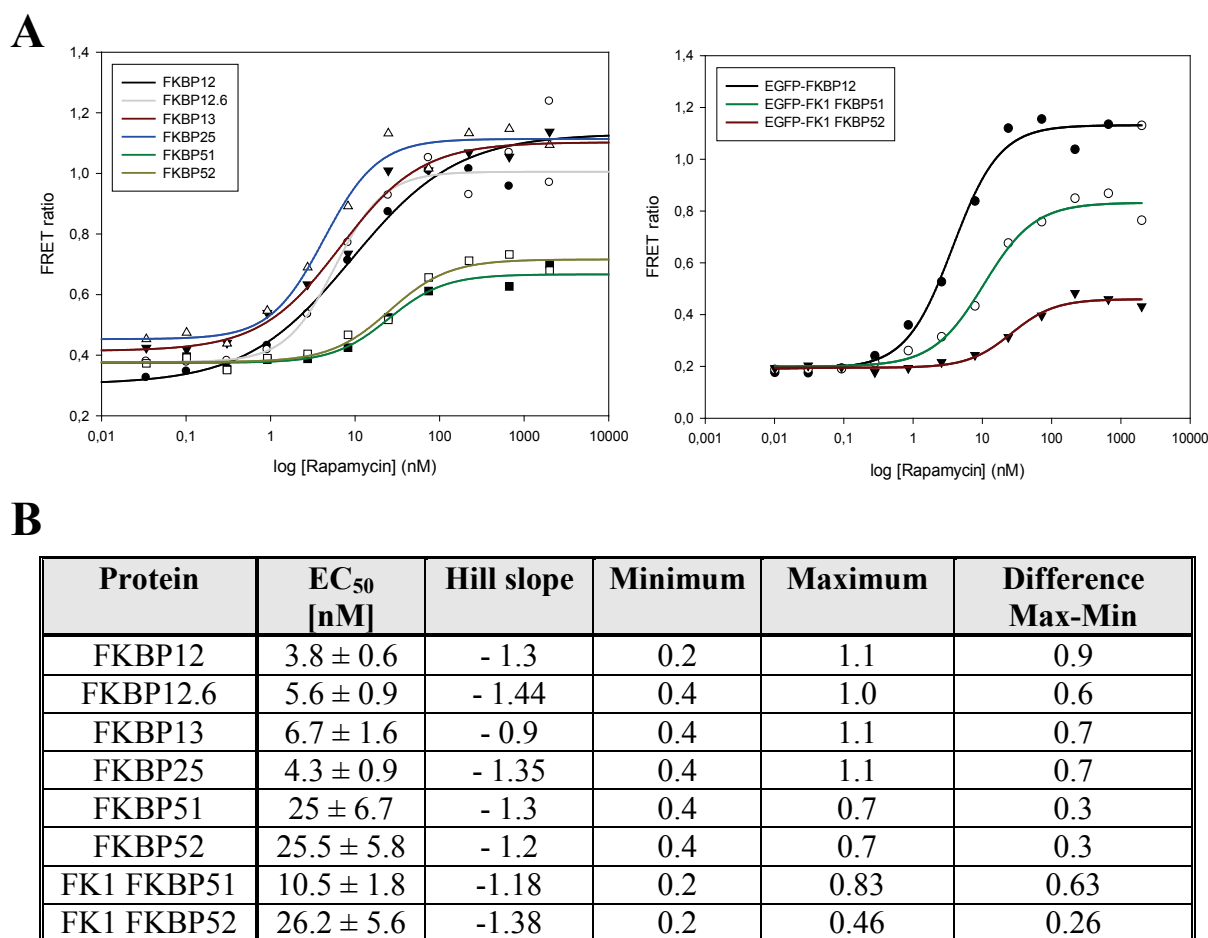 A
1,4
1,2
1,0
0,8
0,6
0,4
0,2
FRET ratio
FKBP12
FKBP12.6
FKBP13
FKBP25
FKBP51
FKBP52
0,01 0,1 1 10 100 1000 10000
log [Rapamycin] (nM)
1,4
1,2
1,0
0,8
0,6
0,4
0,2
0,0
FRET ratio
EGFP-FKBP12
EGFP-FK1 FKBP51
EGFP-FK1 FKBP52
0,001 0,01 0,1 1 10 100 1000 10000
log [Rapamycin] (nM)
B
Protein EC50 Hill slope Minimum Maximum Difference
[nM] Max-Min
FKBP12 3.8 ± 0.6 - 1.3 0.2 1.1 0.9
FKBP12.6 5.6 ± 0.9 - 1.44 0.4 1.0 0.6
FKBP13 6.7 ± 1.6 - 0.9 0.4 1.1 0.7
FKBP25 4.3 ± 0.9 - 1.35 0.4 1.1 0.7
FKBP51 25 ± 6.7 - 1.3 0.4 0.7 0.3
FKBP52 25.5 ± 5.8 - 1.2 0.4 0.7 0.3
FK1 FKBP51 10.5 ± 1.8 -1.18 0.2 0.83 0.63
FK1 FKBP52 26.2 ± 5.6 -1.38 0.2 0.46 0.26